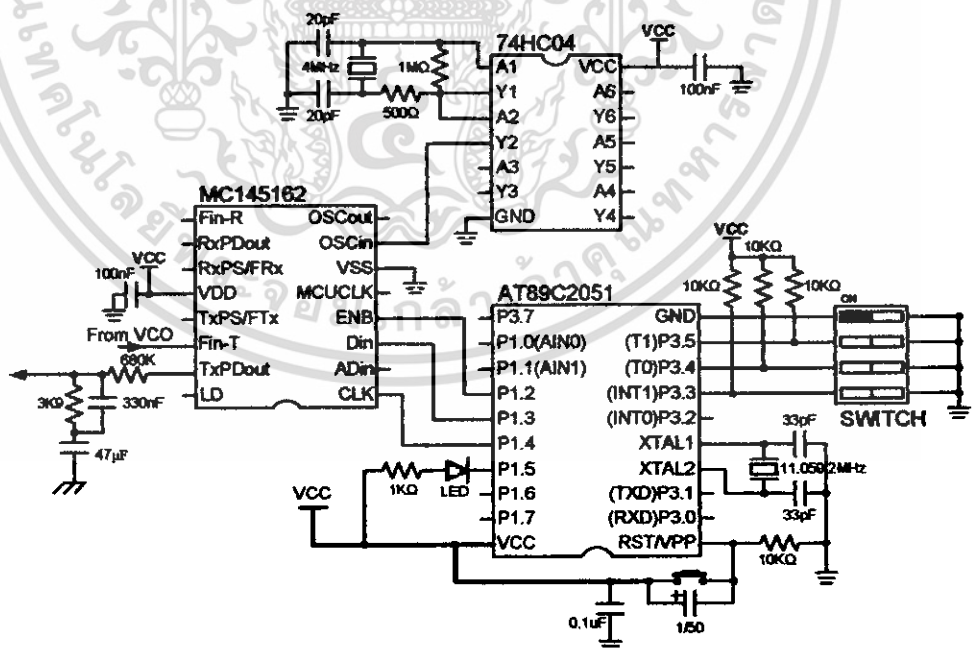 20pF
4MHz
1MΩ
20pF
500Ω
74HC04
A1
Y1
A2
Y2
A3
Y3
GND
VCC
A6
Y6
A5
Y5
A4
Y4
VCC
100nF
MC145162
Fin-R
RxPDout
RxPS/FRx
VDD
TxPS/FTx
Fin-T
TxPDout
LD
OSCout
OSCin
VSS
MCUCLK
ENB
Din
ADin
CLK
100nF
VCC
From VCO
680K
3K9
330nF
47μF
AT89C2051
P3.7
P1.0(AIN0)
P1.1(AIN1)
P1.2
P1.3
P1.4
P1.5
P1.6
P1.7
VCC
GND
(T1)P3.5
(T0)P3.4
(INT1)P3.3
(INT0)P3.2
XTAL1
XTAL2
(TXD)P3.1
(RXD)P3.0
RST/VPP
VCC
10KΩ
10KΩ
10KΩ
ON
SWITCH
33pF
11.0592MHz
33pF
10KΩ
VCC
1KΩ
LED
0.1uF
1/50